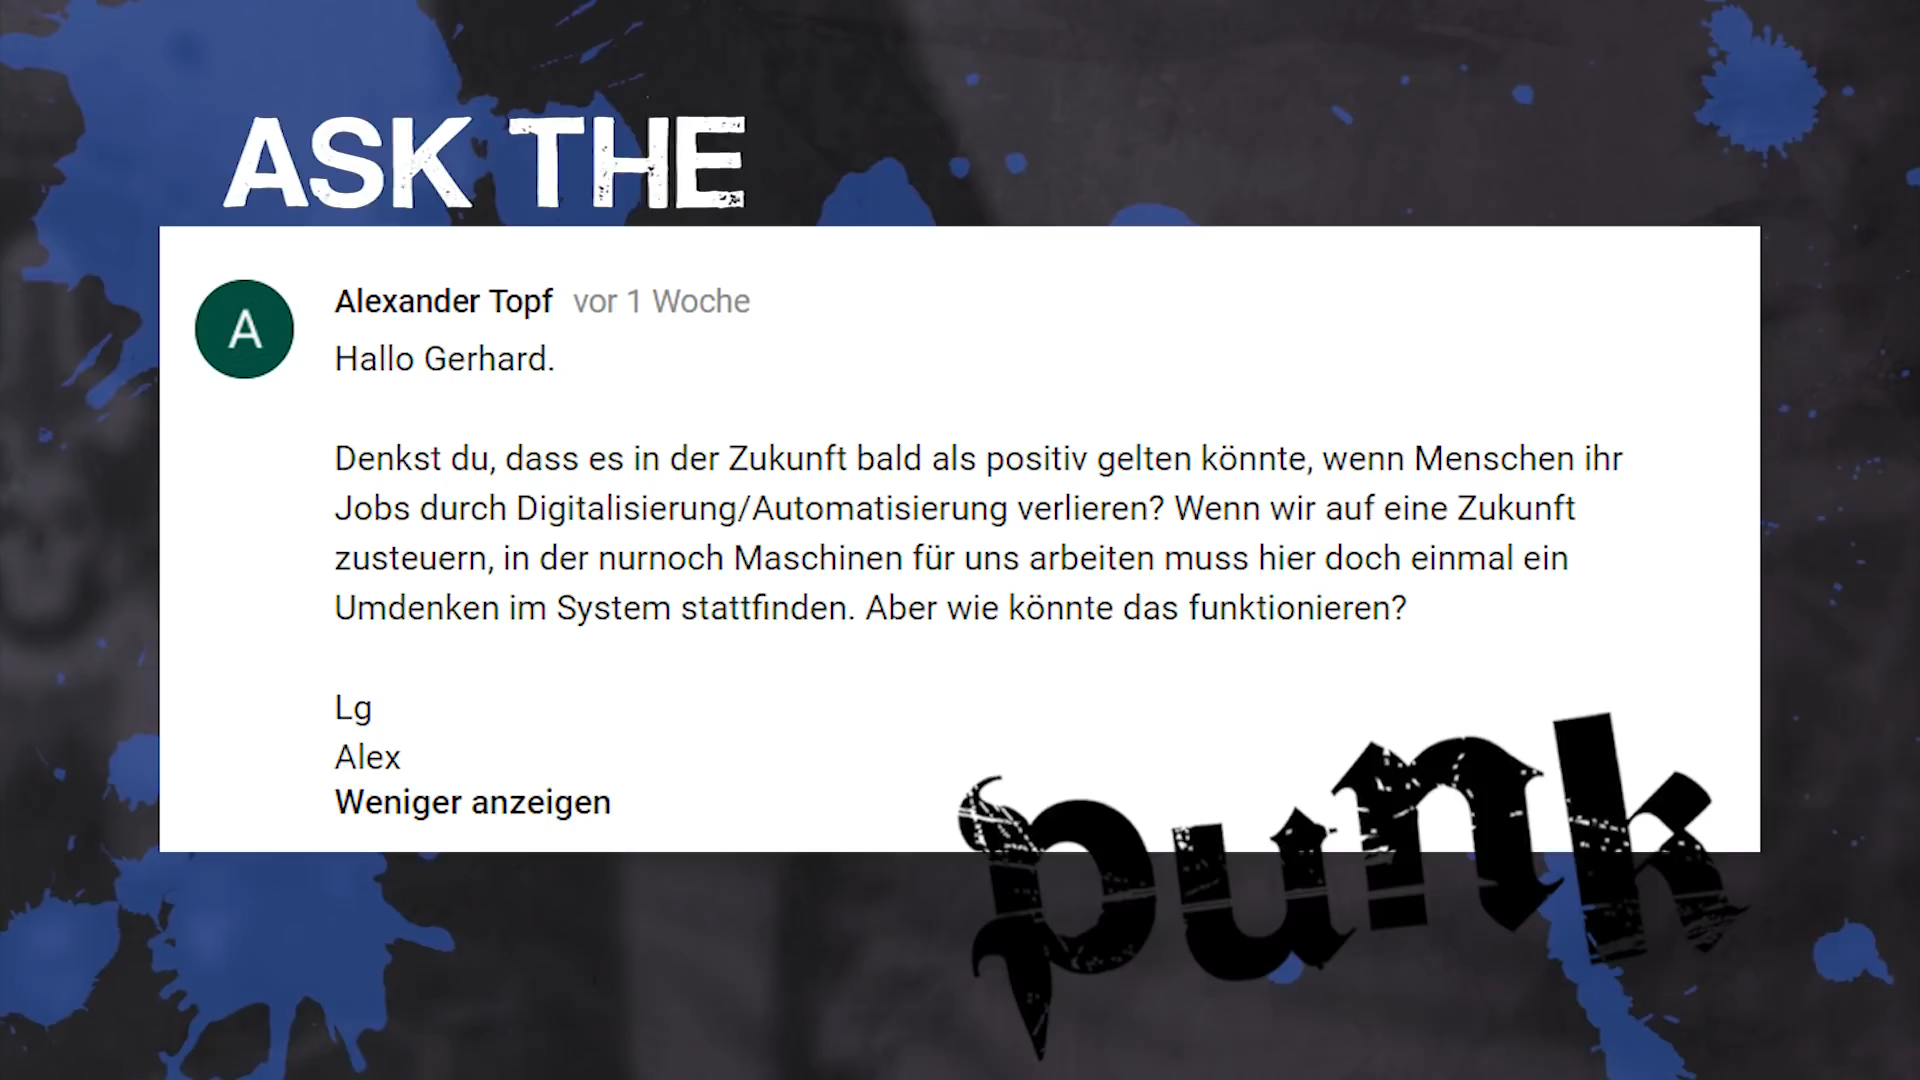 ASK THE
A
Alexander Topf vor 1 Woche
Hallo Gerhard.
Denkst du, dass es in der Zukunft bald als positiv gelten könnte, wenn Menschen ihr
Jobs durch Digitalisierung/Automatisierung verlieren? Wenn wir auf eine Zukunft
zusteuern, in der nurnoch Maschinen für uns arbeiten muss hier doch einmal ein
Umdenken im System stattfinden. Aber wie könnte das funktionieren?
Lg
Alex
Weniger anzeigen
punk